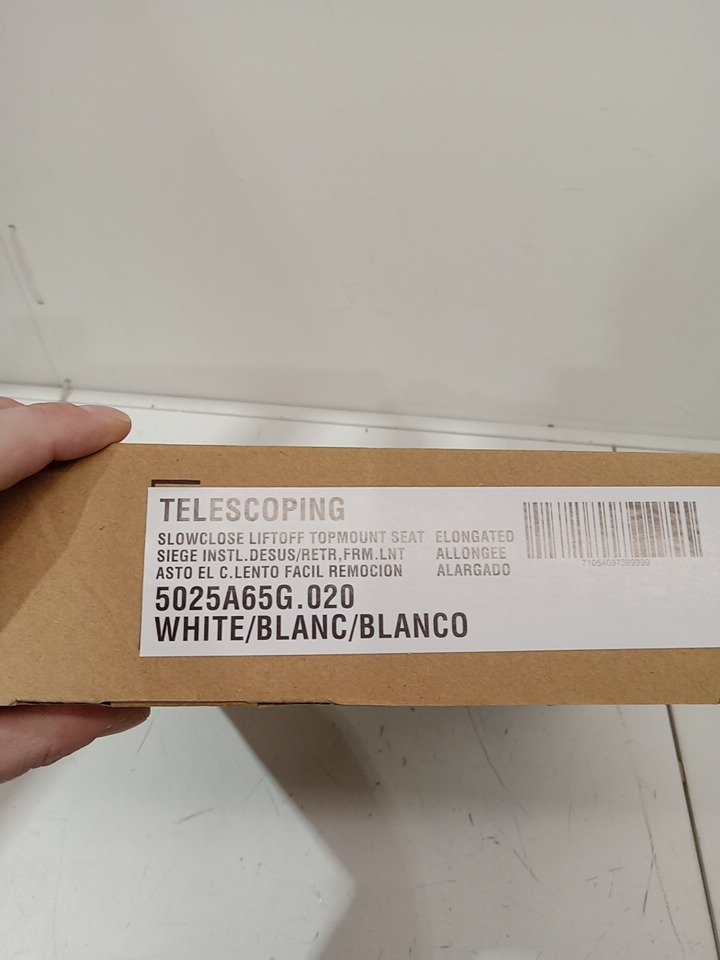 TELESCOPING
SLOWCLOSE LIFTOFF TOPMOUNT SEAT ELONGATED
SIEGE INSTL.DESUS/RETR,FRM.LNT ALLONGEE
ASTO EL C.LENTO FACIL REMOCION ALARGADO
5025A65G.020
WHITE/BLANC/BLANCO